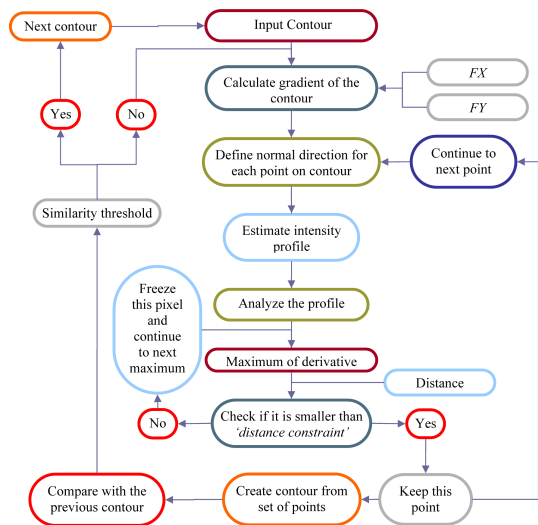 Next contour
Input Contour
Calculate gradient of the
contour
FX
FY
Yes
No
Define normal direction for
each point on contour
Continue to
next point
Similarity threshold
Estimate intensity
profile
Freeze
this pixel
and
continue
to next
maximum
Analyze the profile
Maximum of derivative
Distance
No
Check if it is smaller than
‘distance constraint’
Yes
Compare with the
previous contour
Create contour from
set of points
Keep this
point